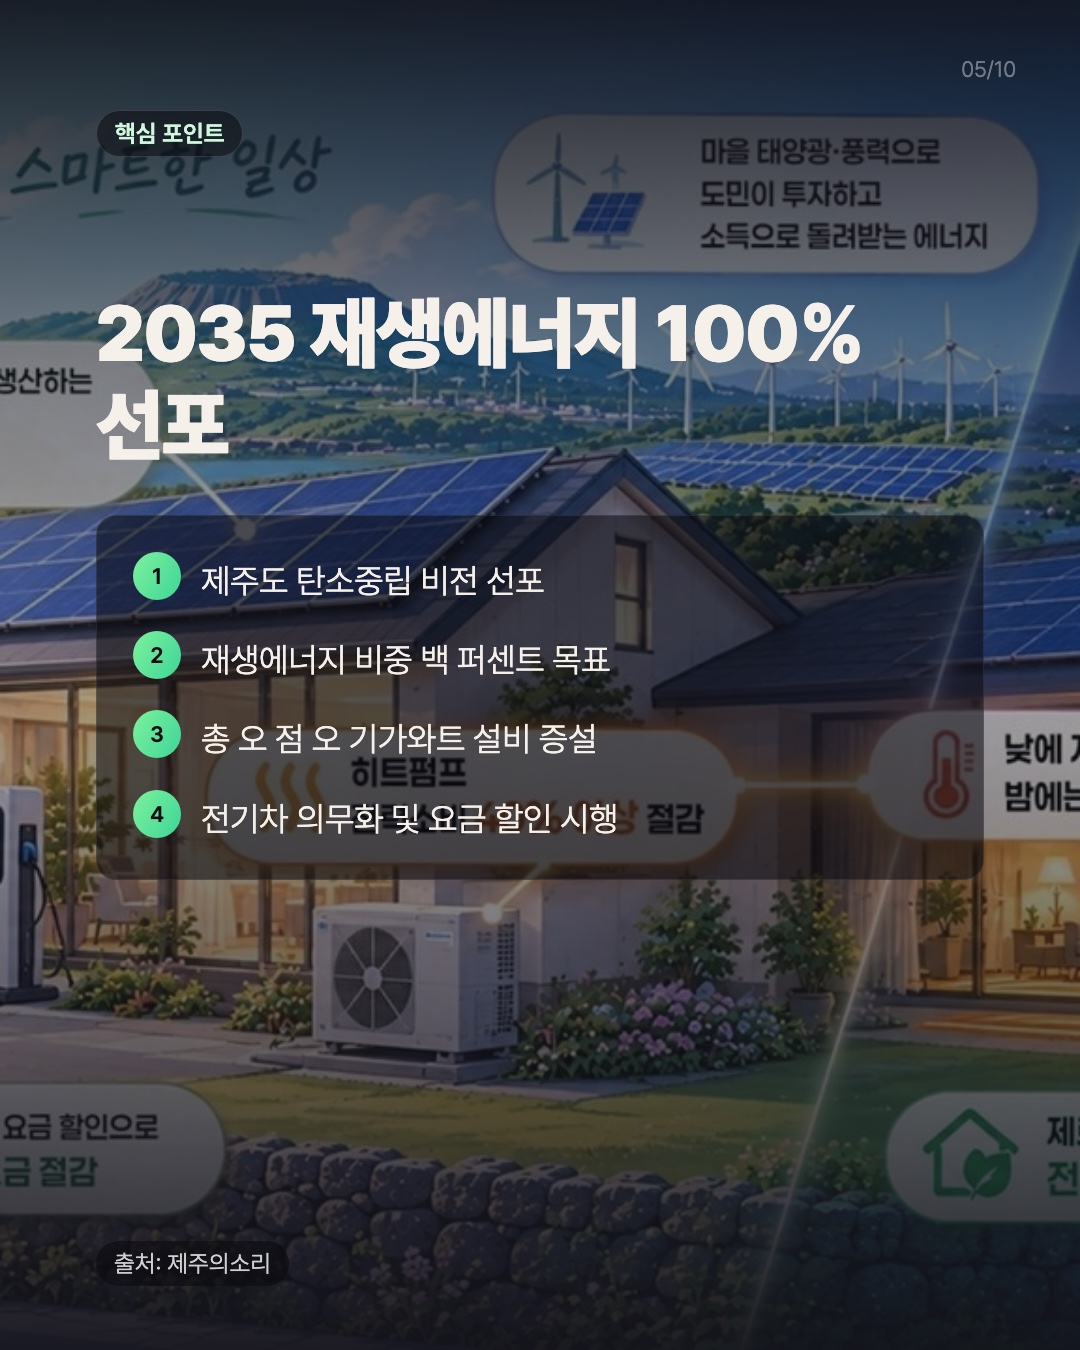 05/10
핵심 포인트
스마트한 일상
마을 태양광·풍력으로
도민이 투자하고
소득으로 돌려받는 에너지
2035 재생에너지 100%
선포
생산하는
1 제주도 탄소중립 비전 선포
2 재생에너지 비중 백 퍼센트 목표
3 총 오 점 오 기가와트 설비 증설
히트펌프
4 전기차 의무화 및 요금 할인 시행
절감
낮에
밤에는
요금 할인으로
금 절감
출처: 제주의소리